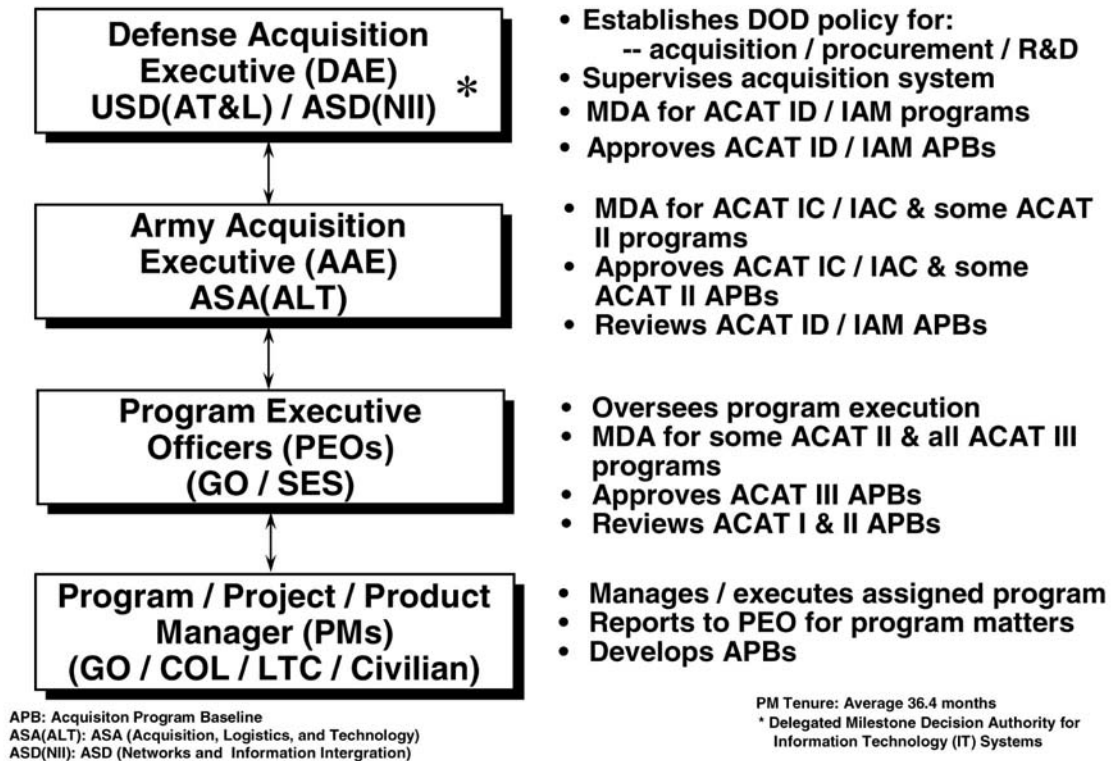 Defense Acquisition
Executive (DAE)
USD(AT&L) / ASD(NII) *
• Establishes DOD policy for:
-- acquisition / procurement / R&D
• Supervises acquisition system
• MDA for ACAT ID / IAM programs
• Approves ACAT ID / IAM APBs
Army Acquisition
Executive (AAE)
ASA(ALT)
• MDA for ACAT IC / IAC & some ACAT
II programs
• Approves ACAT IC / IAC & some
ACAT II APBs
• Reviews ACAT ID / IAM APBs
Program Executive
Officers (PEOs)
(GO / SES)
• Oversees program execution
• MDA for some ACAT II & all ACAT III
programs
• Approves ACAT III APBs
• Reviews ACAT I & II APBs
Program / Project / Product
Manager (PMs)
(GO / COL / LTC / Civilian)
• Manages / executes assigned program
• Reports to PEO for program matters
• Develops APBs
APB: Acquisiton Program Baseline
ASA(ALT): ASA (Acquisition, Logistics, and Technology)
ASD(NII): ASD (Networks and Information Intergration)
PM Tenure: Average 36.4 months
* Delegated Milestone Decision Authority for
Information Technology (IT) Systems